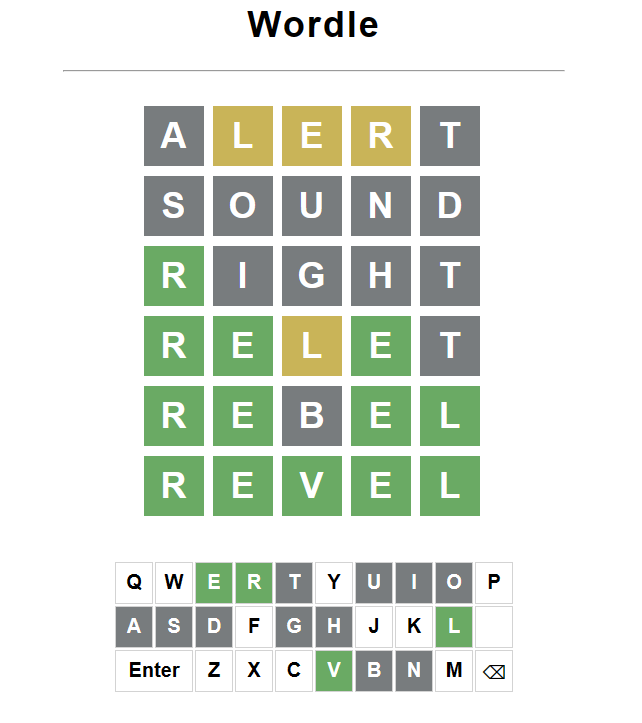 Wordle
A L E R T
S O U N D
R I G H T
R E L E T
R E B E L
R E V E L
Q W E R T Y U I O P
A S D F G H J K L
Enter Z X C V B N M ⌫